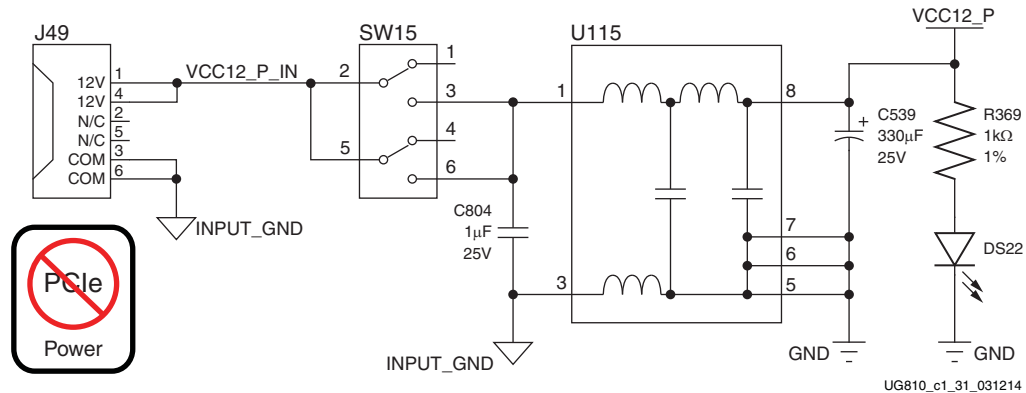 J49
12V 1
12V 4
N/C 2
N/C 5
COM 3
COM 6
VCC12_P_IN
INPUT_GND
PCIe
Power
SW15
1
2
3
4
5
6
C804
1µF
25V
INPUT_GND
U115
1
3
8
7
6
5
C539
330µF
25V
+
GND
VCC12_P
R369
1kΩ
1%
DS22
GND
UG810_c1_31_031214